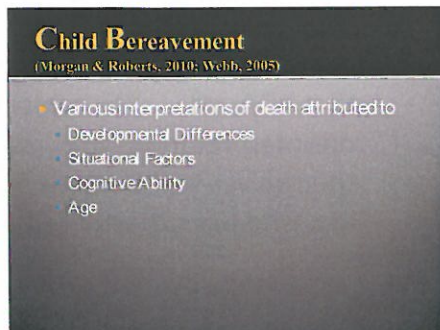 Child Bereavement
(Morgan & Roberts, 2010; Webb, 2005)
Various interpretations of death attributed to
Developmental Differences
Situational Factors
Cognitive Ability
Age